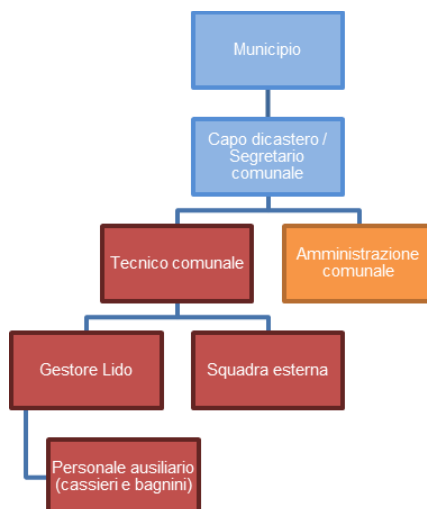 Municipio
Capo dicastero /
Segretario
comunale
Tecnico comunale
Amministrazione
comunale
Gestore Lido
Squadra esterna
Personale ausiliario
(cassieri e bagnini)